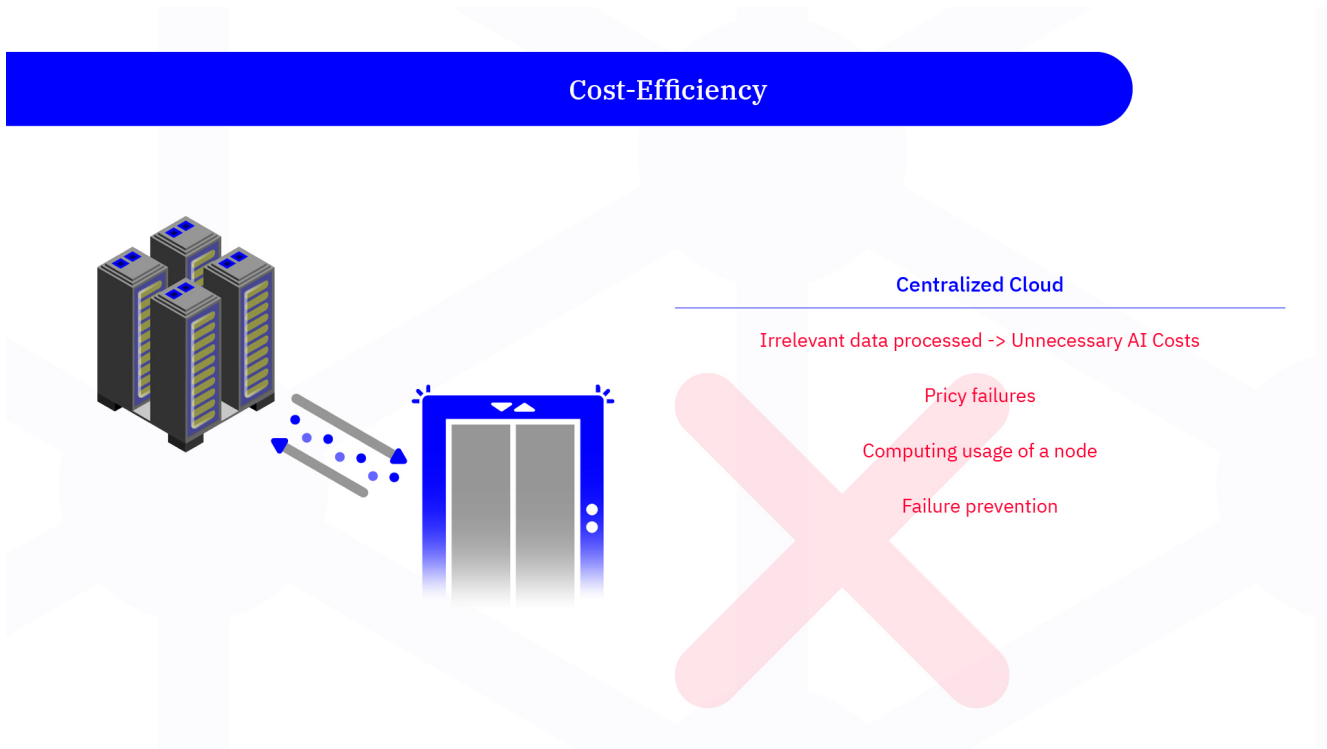 Cost-Efficiency
Centralized Cloud
Irrelevant data processed -> Unnecessary AI Costs
Pricy failures
Computing usage of a node
Failure prevention